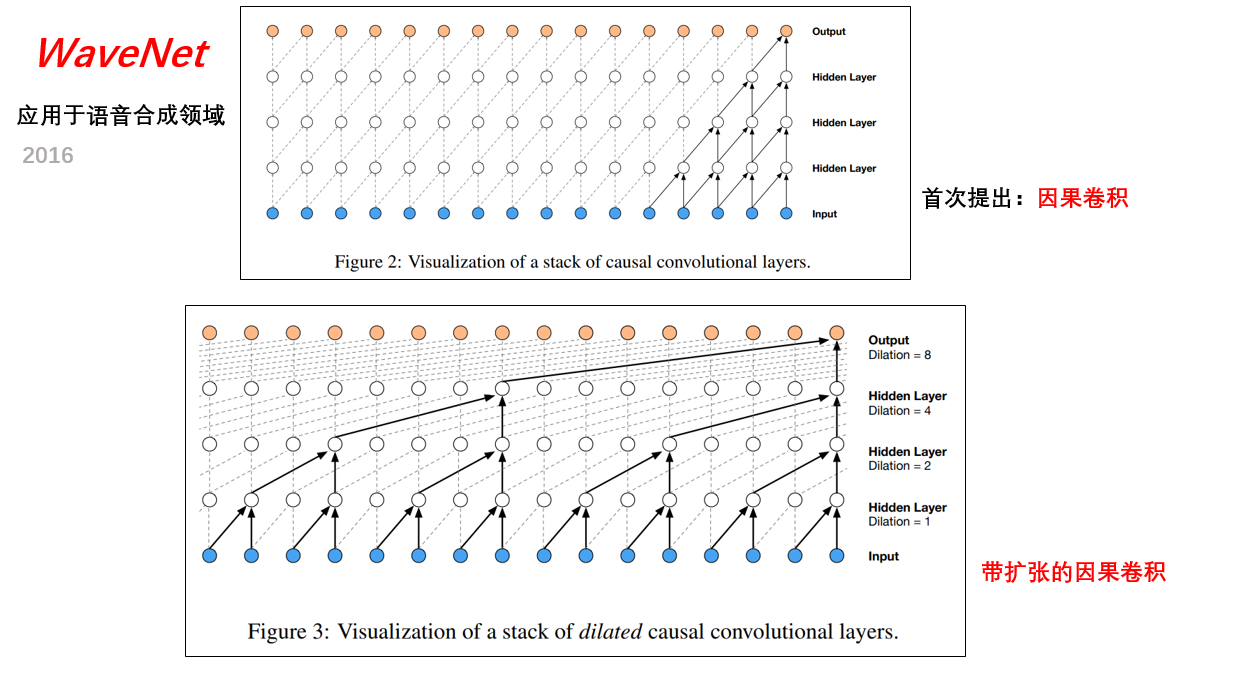 WaveNet
应用于语音合成领域
2016
Output
Hidden Layer
Hidden Layer
Hidden Layer
Input
Figure 2: Visualization of a stack of causal convolutional layers.
首次提出：因果卷积
Output
Dilation = 8
Hidden Layer
Dilation = 4
Hidden Layer
Dilation = 2
Hidden Layer
Dilation = 1
Input
Figure 3: Visualization of a stack of dilated causal convolutional layers.
带扩张的因果卷积